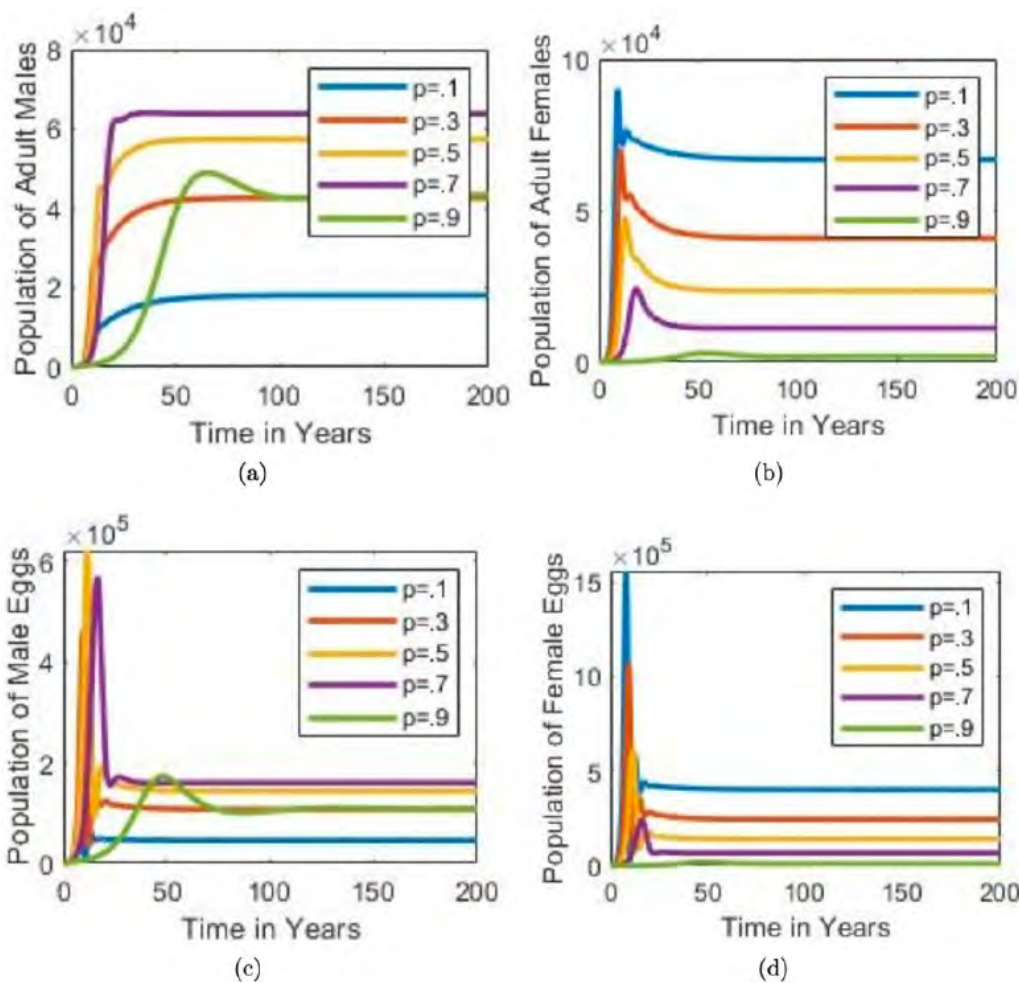 × 10^4
8
6
4
2
0
Population of Adult Males
p=.1
p=.3
p=.5
p=.7
p=.9
0 50 100 150 200
Time in Years
(a)
× 10^4
10
5
0
Population of Adult Females
p=.1
p=.3
p=.5
p=.7
p=.9
0 50 100 150 200
Time in Years
(b)
× 10^5
6
4
2
0
Population of Male Eggs
p=.1
p=.3
p=.5
p=.7
p=.9
0 50 100 150 200
Time in Years
(c)
× 10^5
15
10
5
0
Population of Female Eggs
p=.1
p=.3
p=.5
p=.7
p=.9
0 50 100 150 200
Time in Years
(d)